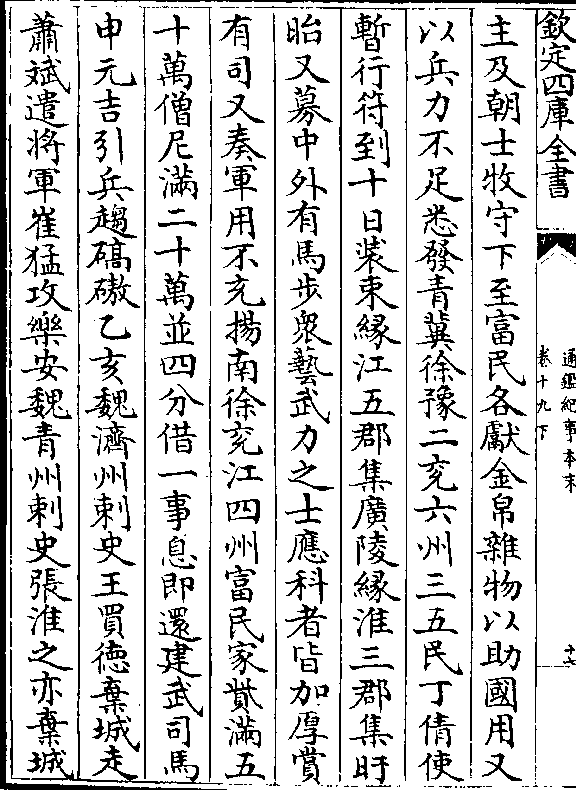 欽定四庫全書
通鑑紀事本末
卷十九下
十七
主及朝士牧守下至富民各獻金帛雜物以助國用又
以兵力不足悉發青冀徐豫二兖六州三五民丁倩使
暫行符到十日裝束緣江五郡集廣陵緣淮三郡集盱
眙又募中外有馬步衆藝武力之士應科者皆加厚賞
有司又奏軍用不充揚南徐兖江四州富民家貲滿五
十萬僧尼滿二十萬並四分借一事息即還建武司馬
申元吉引兵趨碻磝乙亥魏濟州刺史王買德棄城走
蕭斌遣將軍崔猛攻樂安魏青州刺史張淮之亦棄城